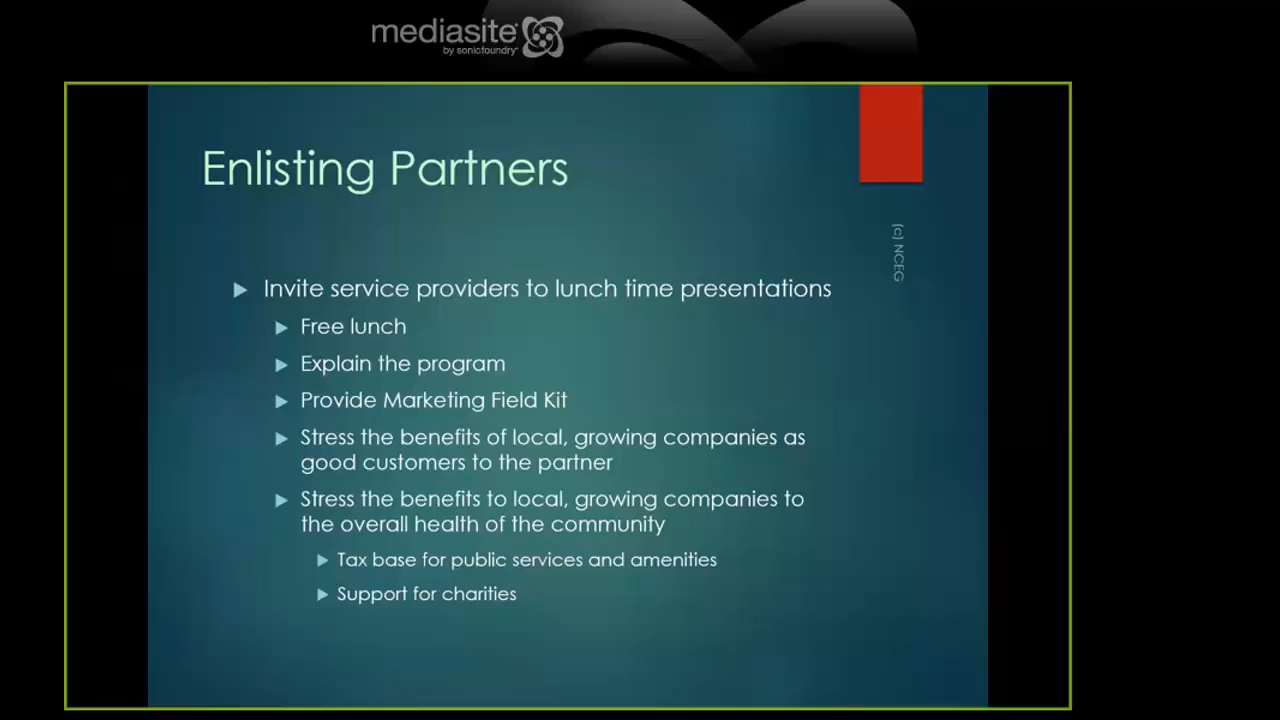 mediasite
by sonicfoundry
Enlisting Partners
(c) NCEG
Invite service providers to lunch time presentations
Free lunch
Explain the program
Provide Marketing Field Kit
Stress the benefits of local, growing companies as
good customers to the partner
Stress the benefits to local, growing companies to
the overall health of the community
Tax base for public services and amenities
Support for charities